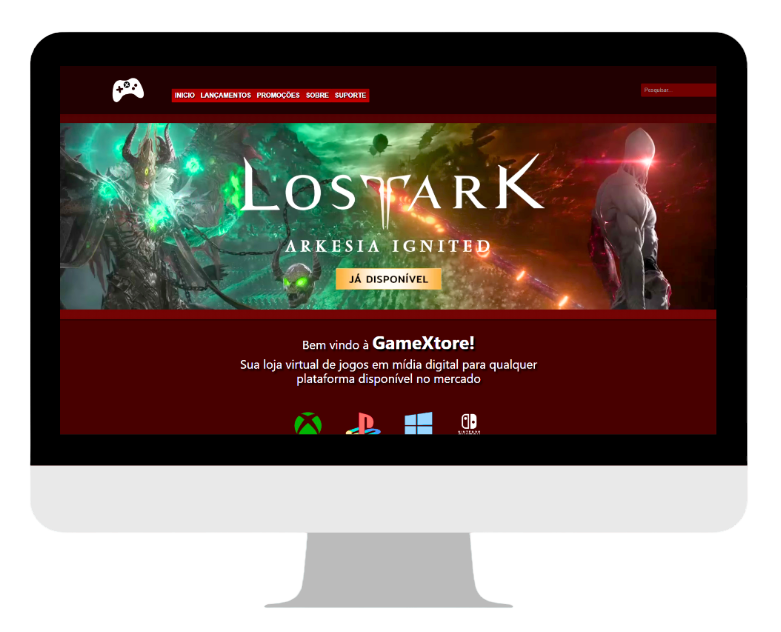 INICIO LANÇAMENTOS PROMOÇÕES SOBRE SUPORTE
Pesquisar...
LOST ARK
ARKESIA IGNITED
JÁ DISPONÍVEL
Bem vindo à GameXtore!
Sua loja virtual de jogos em mídia digital para qualquer
plataforma disponível no mercado